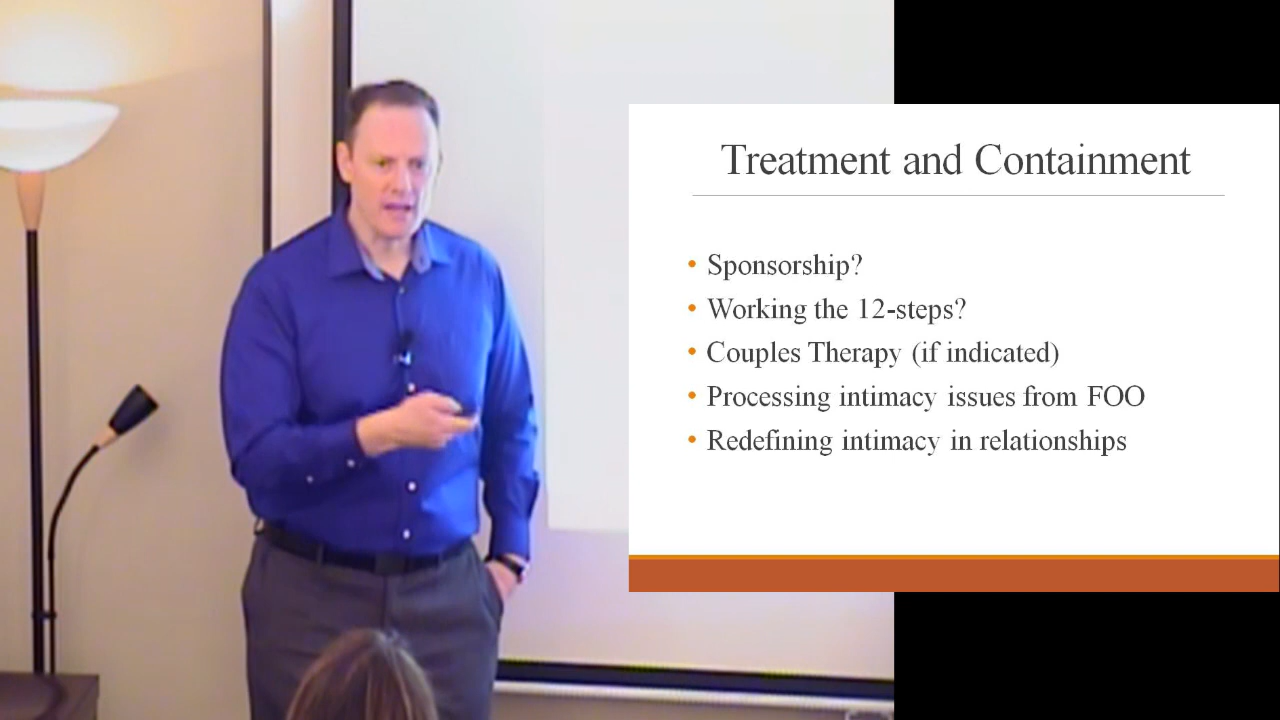 Treatment and Containment
• Sponsorship?
• Working the 12-steps?
• Couples Therapy (if indicated)
• Processing intimacy issues from FOO
• Redefining intimacy in relationships